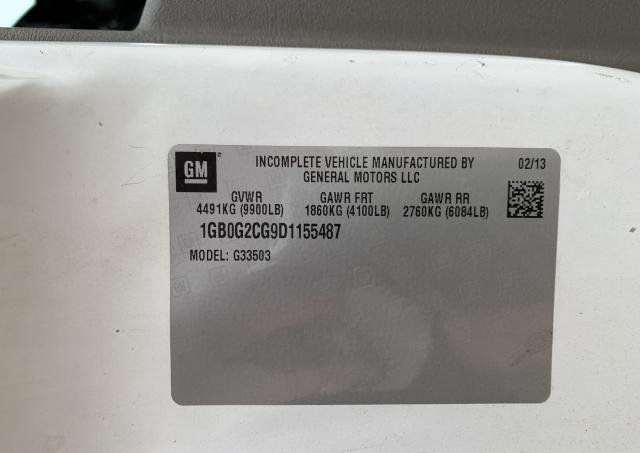 GM
INCOMPLETE VEHICLE MANUFACTURED BY 02/13
GENERAL MOTORS LLC
GVWR GAWR FRT GAWR RR
4491KG (9900LB) 1860KG (4100LB) 2760KG (6084LB)
1GB0G2CG9D1155487
MODEL: G33503